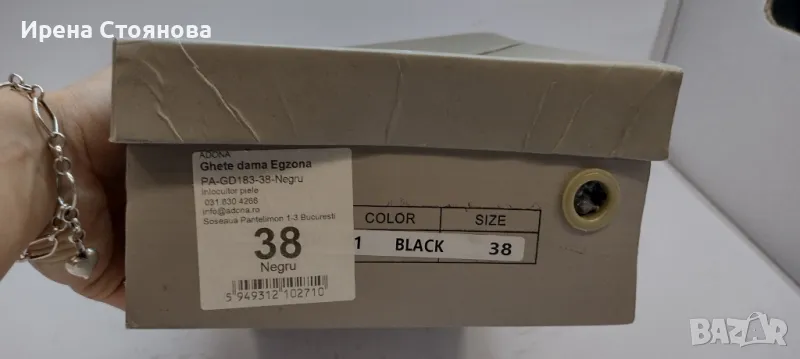 Ирена Стоянова
ADONA
Ghete dama Egzona
PA-GD183-38-Negru
inlocuitor piele
031 630 4266
info@adona.ro
Soseaua Pantelimon 1-3 Bucuresti
38
Negru
5 949312 102710
COLOR SIZE
1 BLACK 38
BAZAR